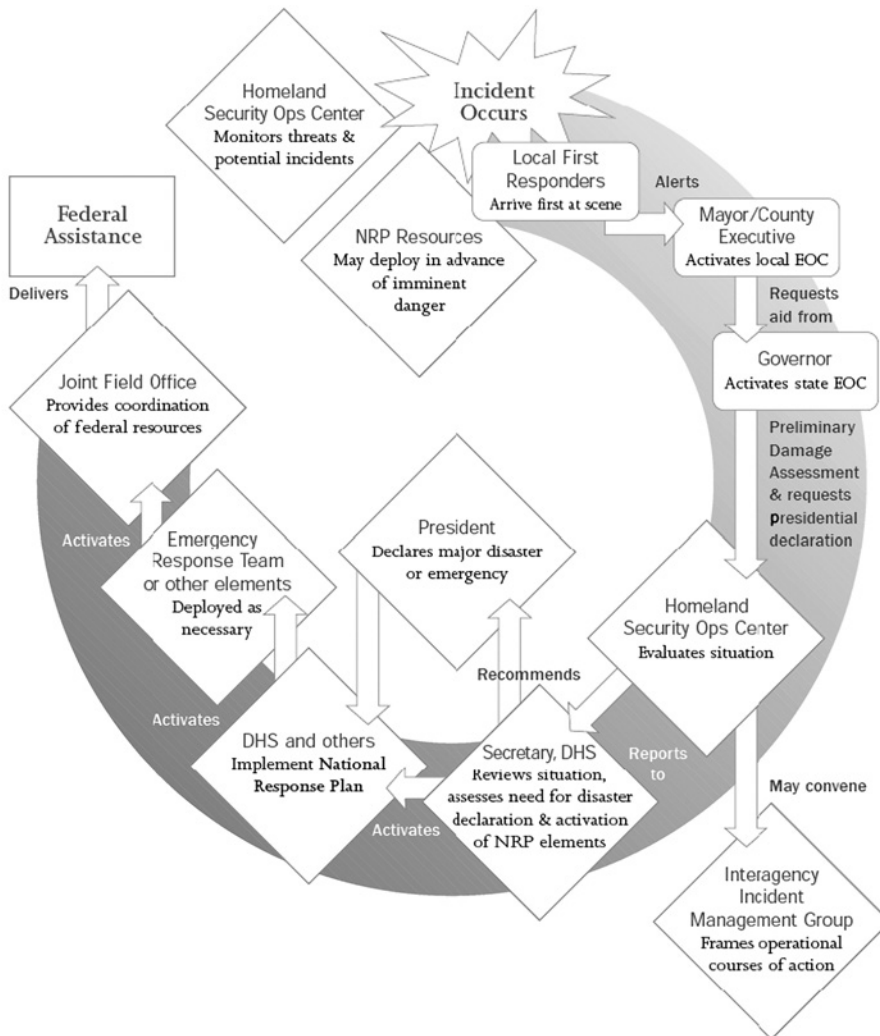 Incident
Occurs
Homeland
Security Ops Center
Monitors threats &
potential incidents
Local First
Responders
Arrive first at scene
NRP Resources
May deploy in advance
of imminent
danger
Alerts
Mayor/County
Executive
Activates local EOC
Requests
aid from
Governor
Activates state EOC
Preliminary
Damage
Assessment
& requests
presidential
declaration
Homeland
Security Ops Center
Evaluates situation
May convene
Interagency
Incident
Management Group
Frames operational
courses of action
Reports
to
Secretary, DHS
Reviews situation,
assesses need for disaster
declaration & activation
of NRP elements
Recommends
President
Declares major disaster
or emergency
Activates
DHS and others
Implement National
Response Plan
Activates
Emergency
Response Team
or other elements
Deployed as
necessary
Activates
Joint Field Office
Provides coordination
of federal resources
Delivers
Federal
Assistance